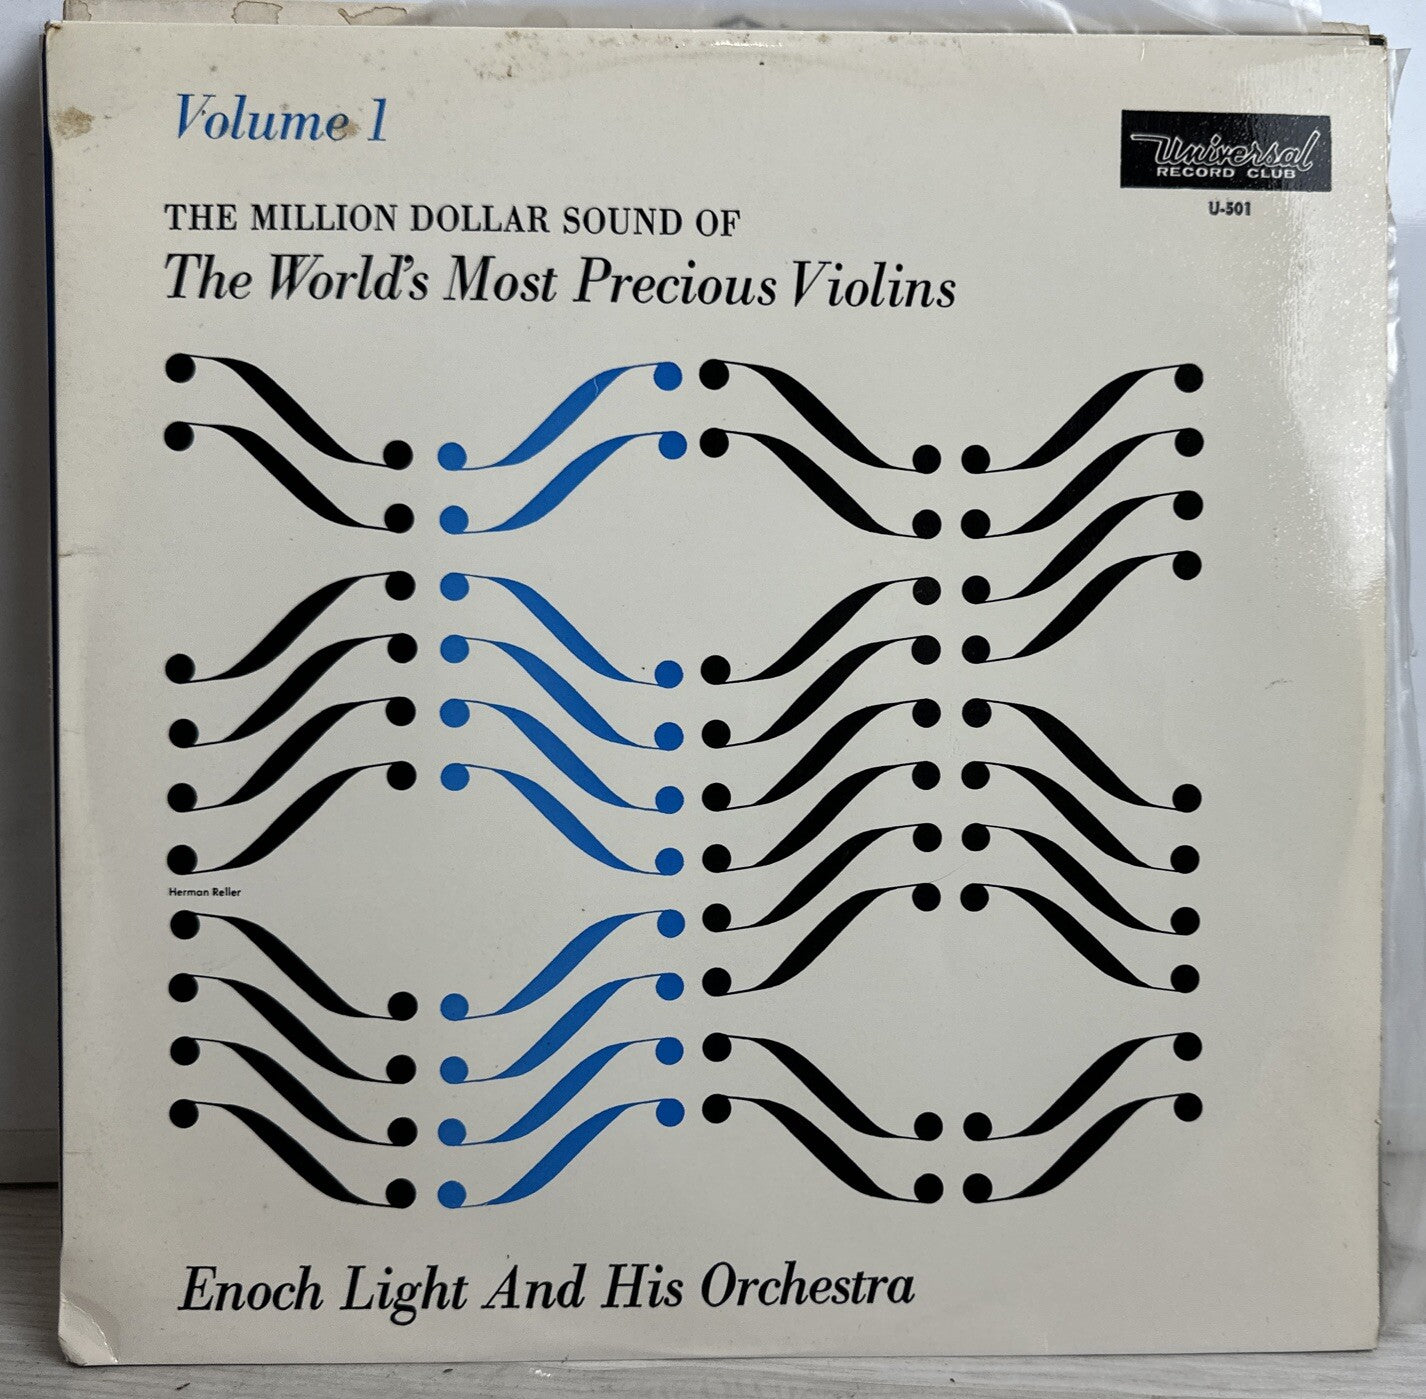 Volume 1
Universal
RECORD CLUB
U-501
THE MILLION DOLLAR SOUND OF
The World's Most Precious Violins
Herman Reller
Enoch Light And His Orchestra